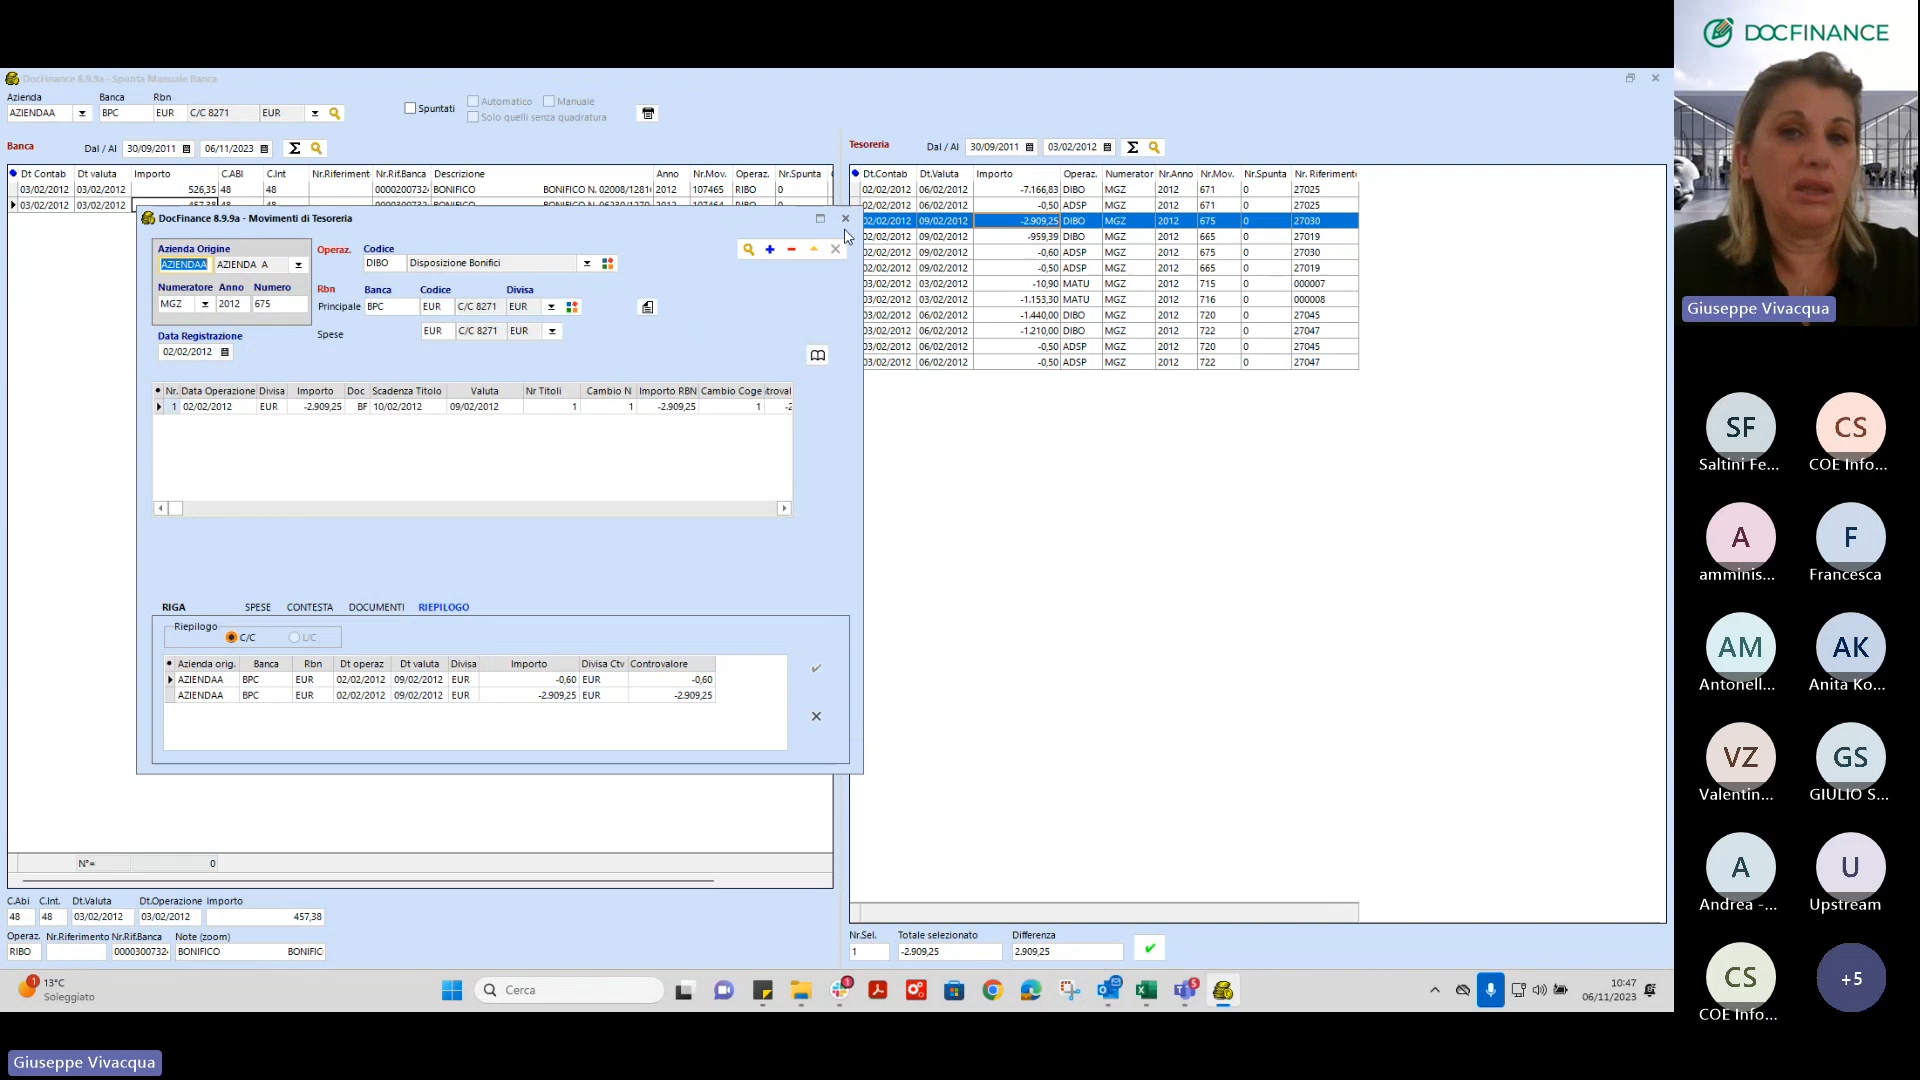 DOCFINANCE
DocFinance 8.9.9a - Spunta Manuale Banca
Azienda Banca Rbn
AZIENDAA BPC EUR C/C 8271 EUR
Spuntati Automatico Manuale
Solo quelli senza quadratura
Banca Dal / Al 30/09/2011 06/11/2023
Dt Contab Dt valuta Importo C.ABI C.Int Nr.Riferiment Nr.Rif.Banca Descrizione Anno Nr.Mov. Operaz. Nr.Spunta
03/02/2012 03/02/2012 526,35 48 48 BONIFICO 2012 107465 RIBO 0
03/02/2012 03/02/2012
Tesoreria Dal / Al 30/09/2011 03/02/2012
Dt.Contab Dt.Valuta Importo Operaz. Numerator Nr.Anno Nr.Mov. Nr.Spunta Nr. Riferimento
02/02/2012 06/02/2012 -7.166,83 DIBO MGZ 2012 671 0 27025
02/02/2012 06/02/2012 -0,50 ADSP MGZ 2012 671 0 27025
02/02/2012 09/02/2012 -2.909,25 DIBO MGZ 2012 675 0 27030
02/02/2012 09/02/2012 -959,39 DIBO MGZ 2012 665 0 27019
02/02/2012 09/02/2012 -0,60 ADSP MGZ 2012 675 0 27030
02/02/2012 09/02/2012 -0,50 ADSP MGZ 2012 665 0 27019
03/02/2012 03/02/2012 -10,90 MATU MGZ 2012 715 0 000007
03/02/2012 03/02/2012 -1.153,30 MATU MGZ 2012 716 0 000008
03/02/2012 06/02/2012 -1.440,00 DIBO MGZ 2012 720 0 27045
03/02/2012 06/02/2012 -1.210,00 DIBO MGZ 2012 722 0 27047
03/02/2012 06/02/2012 -0,50 ADSP MGZ 2012 720 0 27045
03/02/2012 06/02/2012 -0,50 ADSP MGZ 2012 722 0 27047
DocFinance 8.9.9a - Movimenti di Tesoreria
Azienda Origine Operaz. Codice
AZIENDAA AZIENDA A DIBO Disposizione Bonifici
Numeratore Anno Numero Rbn Banca Codice Divisa
MGZ 2012 675 Principale BPC EUR C/C 8271 EUR
Data Registrazione Spese EUR C/C 8271 EUR
02/02/2012
Nr. Data Operazione Divisa Importo Doc Scadenza Titolo Valuta Nr Titoli Cambio N Importo RBN Cambio Coge
1 02/02/2012 EUR -2.909,25 BF 10/02/2012 09/02/2012 1 1 -2.909,25 1 -2
RIGA SPESE CONTESTA DOCUMENTI RIEPILOGO
Riepilogo
C/C L/C
Azienda orig. Banca Rbn Dt operaz Dt valuta Divisa Importo Divisa Ctv Controvalore
AZIENDAA BPC EUR 02/02/2012 09/02/2012 EUR -0,60 EUR -0,60
AZIENDAA BPC EUR 02/02/2012 09/02/2012 EUR -2.909,25 EUR -2.909,25
N°= 0
C.Abi C.Int. Dt.Valuta Dt.Operazione Importo
48 48 03/02/2012 03/02/2012 457,38
Operaz. Nr.Riferimento Nr.Rif.Banca Note (zoom)
RIBO 0000300732 BONIFICO BONIFIC
Nr.Sel. Totale selezionato Differenza
1 -2.909,25 2.909,25
1 13°C
Soleggiato
Cerca
1
5
10:47
06/11/2023
Giuseppe Vivacqua
SF CS
Saltini Fe... COE Info...
A F
amminis... Francesca
AM AK
Antonell... Anita Ko...
VZ GS
Valentin... GIULIO S...
A U
Andrea -... Upstream
CS +5
COE Info...
Giuseppe Vivacqua